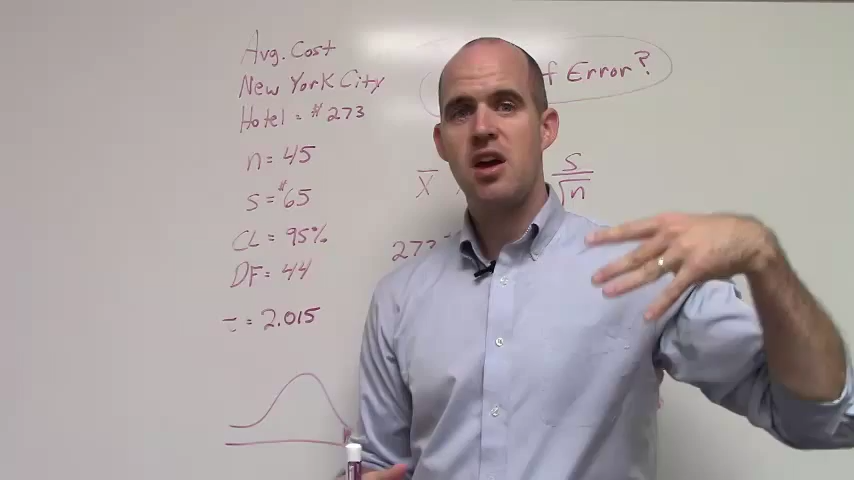 Avg. Cost
New York City
Hotel = $273
n = 45
s = $65
CL = 95%
DF = 44
τ = 2.015
f Error?
x̄
s
√n
273